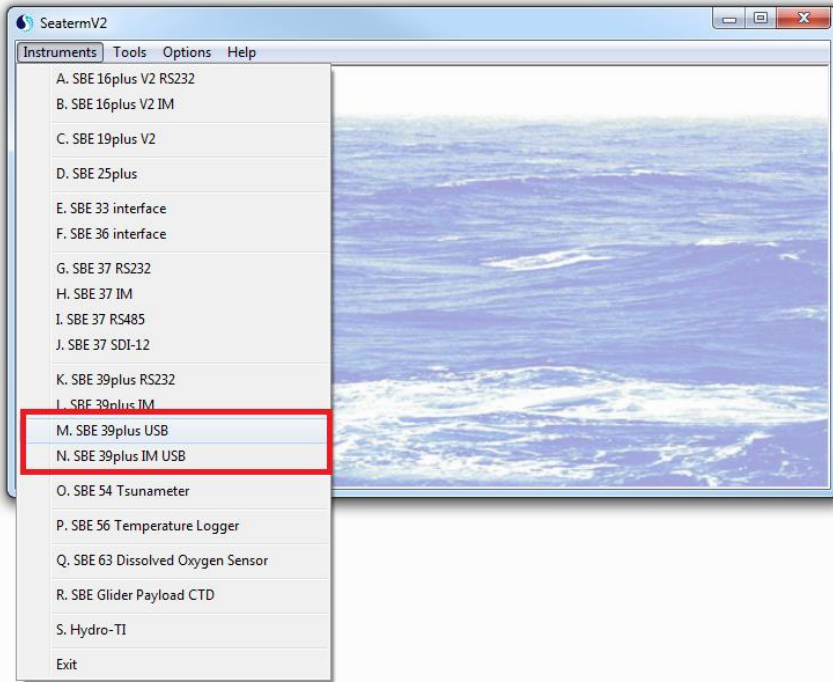 SeatermV2
Instruments Tools Options Help
A. SBE 16plus V2 RS232
B. SBE 16plus V2 IM
C. SBE 19plus V2
D. SBE 25plus
E. SBE 33 interface
F. SBE 36 interface
G. SBE 37 RS232
H. SBE 37 IM
I. SBE 37 RS485
J. SBE 37 SDI-12
K. SBE 39plus RS232
L. SBE 39plus IM
M. SBE 39plus USB
N. SBE 39plus IM USB
O. SBE 54 Tsunameter
P. SBE 56 Temperature Logger
Q. SBE 63 Dissolved Oxygen Sensor
R. SBE Glider Payload CTD
S. Hydro-TI
Exit